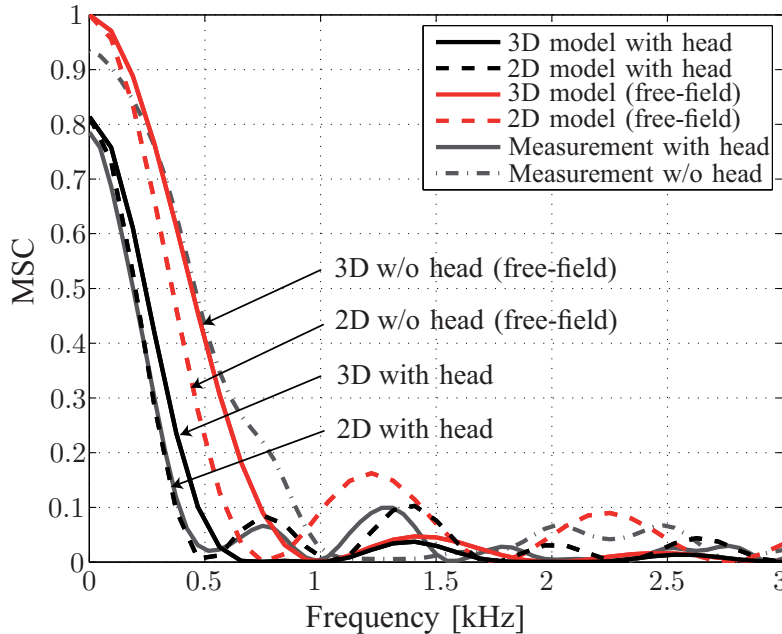 1
0.9
0.8
0.7
0.6
0.5
0.4
0.3
0.2
0.1
0
MSC
3D model with head
2D model with head
3D model (free-field)
2D model (free-field)
Measurement with head
Measurement w/o head
3D w/o head (free-field)
2D w/o head (free-field)
3D with head
2D with head
0
0.5
1
1.5
2
2.5
3
Frequency [kHz]